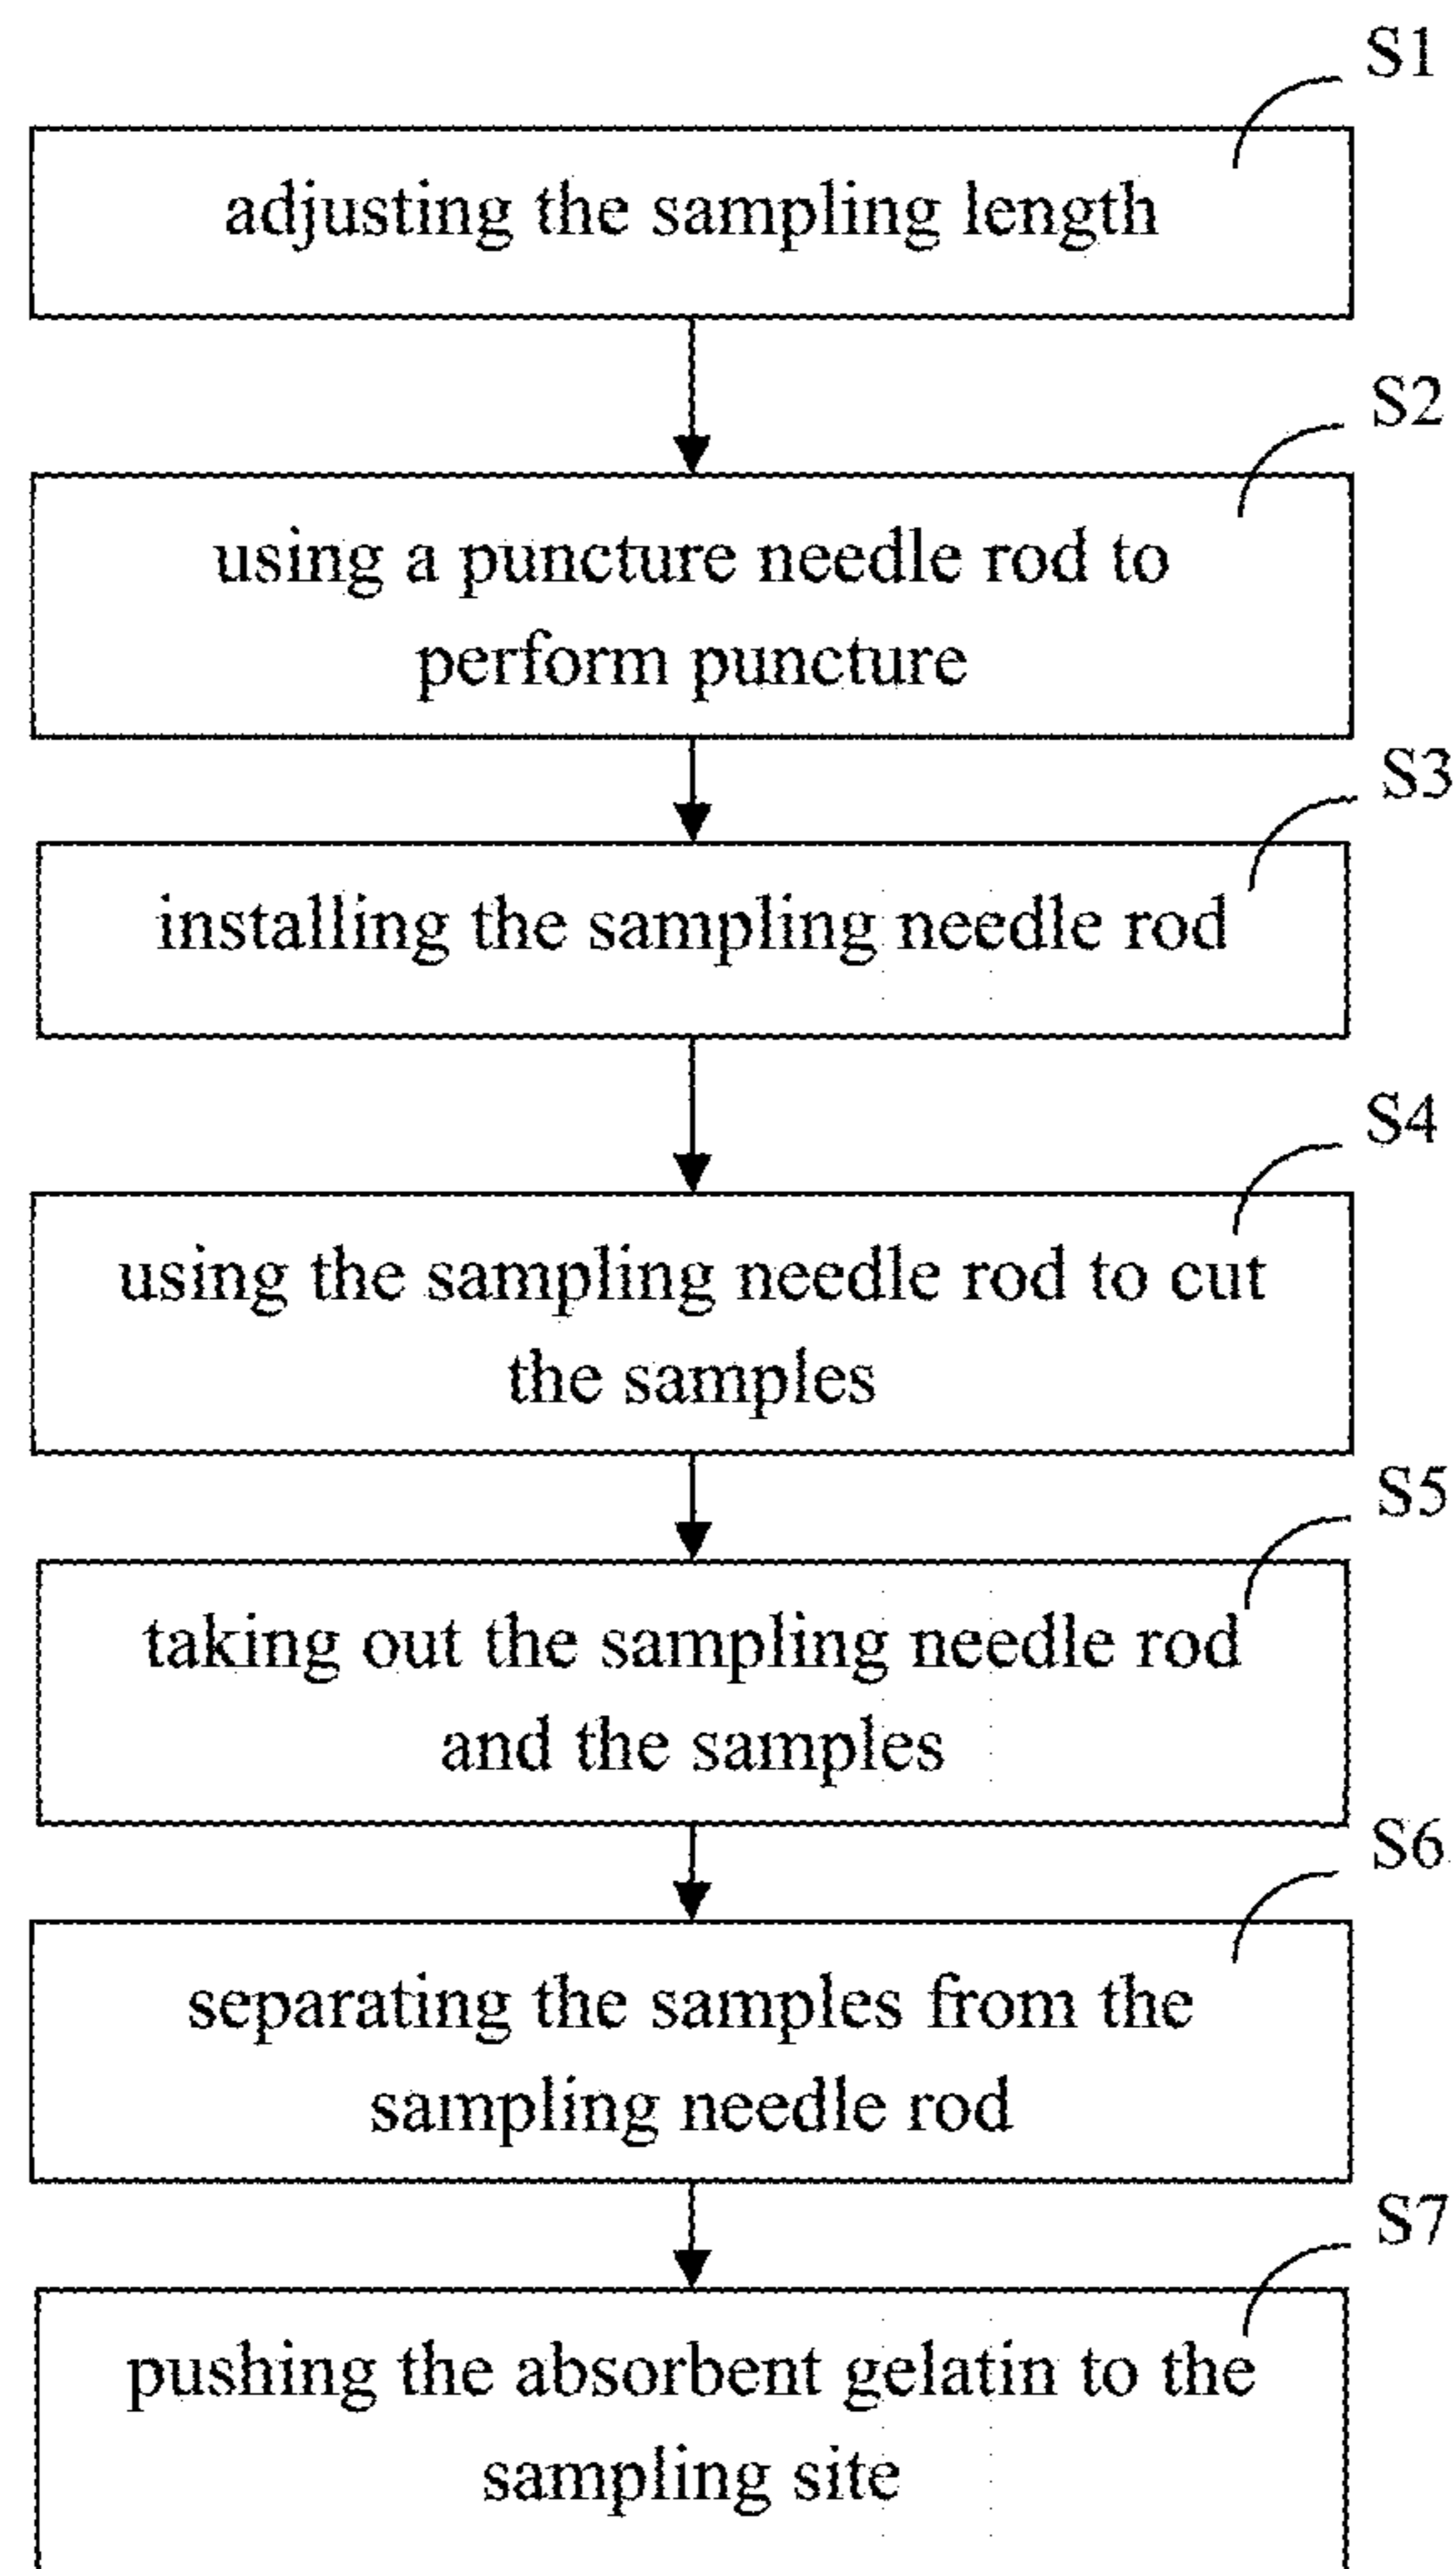 S1
adjusting the sampling length
S2
using a puncture needle rod to
perform puncture
S3
installing the sampling needle rod
S4
using the sampling needle rod to cut
the samples
S5
taking out the sampling needle rod
and the samples
S6
separating the samples from the
sampling needle rod
S7
pushing the absorbent gelatin to the
sampling site